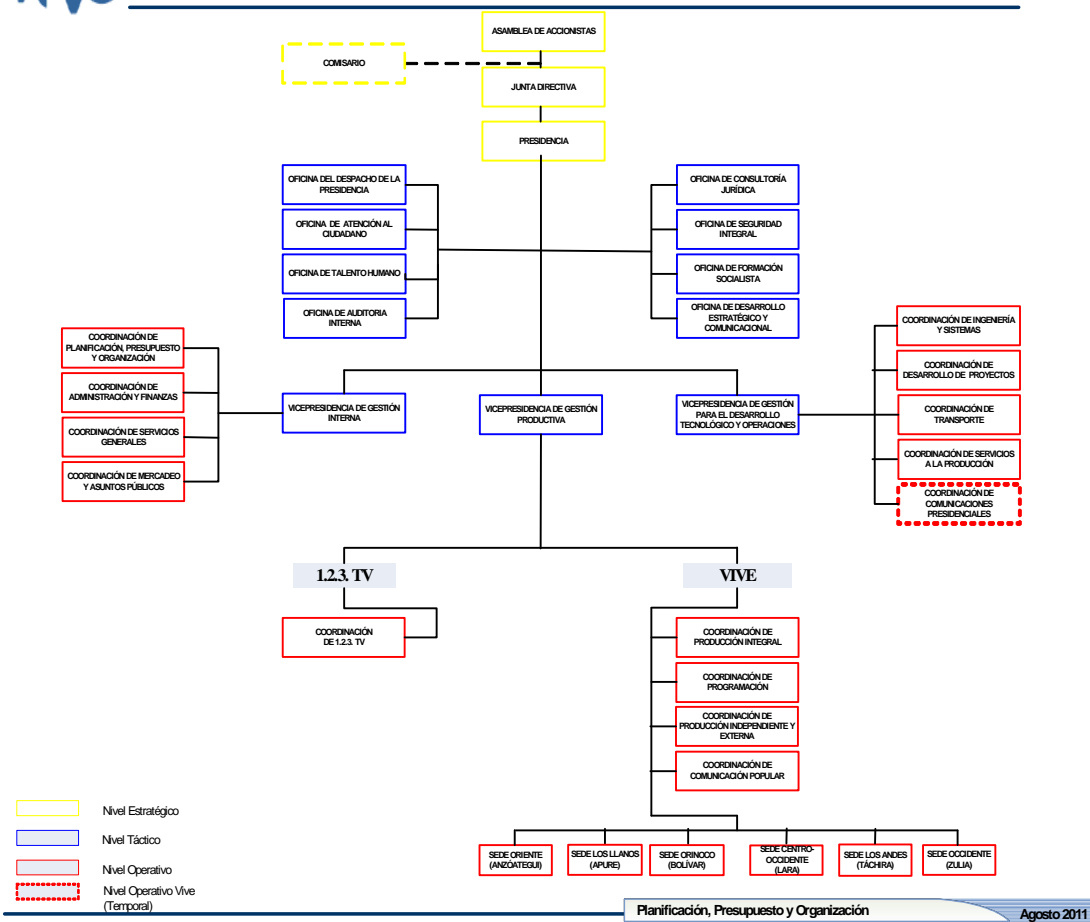 ASAMBLEA DE ACCIONISTAS
COMISARIO
JUNTA DIRECTIVA
PRESIDENCIA
OFICINA DEL DESPACHO DE LA
PRESIDENCIA
OFICINA DE ATENCIÓN AL
CIUDADANO
OFICINA DE TALENTO HUMANO
OFICINA DE AUDITORIA
INTERNA
OFICINA DE CONSULTORÍA
JURÍDICA
OFICINA DE SEGURIDAD
INTEGRAL
OFICINA DE FORMACIÓN
SOCIALISTA
OFICINA DE DESARROLLO
ESTRATÉGICO Y
COMUNICACIONAL
COORDINACIÓN DE
PLANIFICACIÓN, PRESUPUESTO
Y ORGANIZACIÓN
COORDINACIÓN DE
ADMINISTRACIÓN Y FINANZAS
COORDINACIÓN DE SERVICIOS
GENERALES
COORDINACIÓN DE MERCADEO
Y ASUNTOS PÚBLICOS
VICEPRESIDENCIA DE GESTIÓN
INTERNA
VICEPRESIDENCIA DE GESTIÓN
PRODUCTIVA
VICEPRESIDENCIA DE GESTIÓN
PARA EL DESARROLLO
TECNOLÓGICO Y OPERACIONES
COORDINACIÓN DE INGENIERÍA
Y SISTEMAS
COORDINACIÓN DE
DESARROLLO DE PROYECTOS
COORDINACIÓN DE
TRANSPORTE
COORDINACIÓN DE SERVICIOS
A LA PRODUCCIÓN
COORDINACIÓN DE
COMUNICACIONES
PRESIDENCIALES
1.2.3. TV
COORDINACIÓN
DE 1.2.3. TV
VIVE
COORDINACIÓN DE
PRODUCCIÓN INTEGRAL
COORDINACIÓN DE
PROGRAMACIÓN
COORDINACIÓN DE
PRODUCCIÓN INDEPENDIENTE Y
EXTERNA
COORDINACIÓN DE
COMUNICACIÓN POPULAR
SEDE ORIENTE
(ANZÓATEGUI)
SEDE LOS LLANOS
(APURE)
SEDE ORINOCO
(BOLÍVAR)
SEDE CENTRO-
OCCIDENTE
(LARA)
SEDE LOS ANDES
(TÁCHIRA)
SEDE OCCIDENTE
(ZULIA)
Nivel Estratégico
Nivel Táctico
Nivel Operativo
Nivel Operativo Vive
(Temporal)
Planificación, Presupuesto y Organización
Agosto 2011